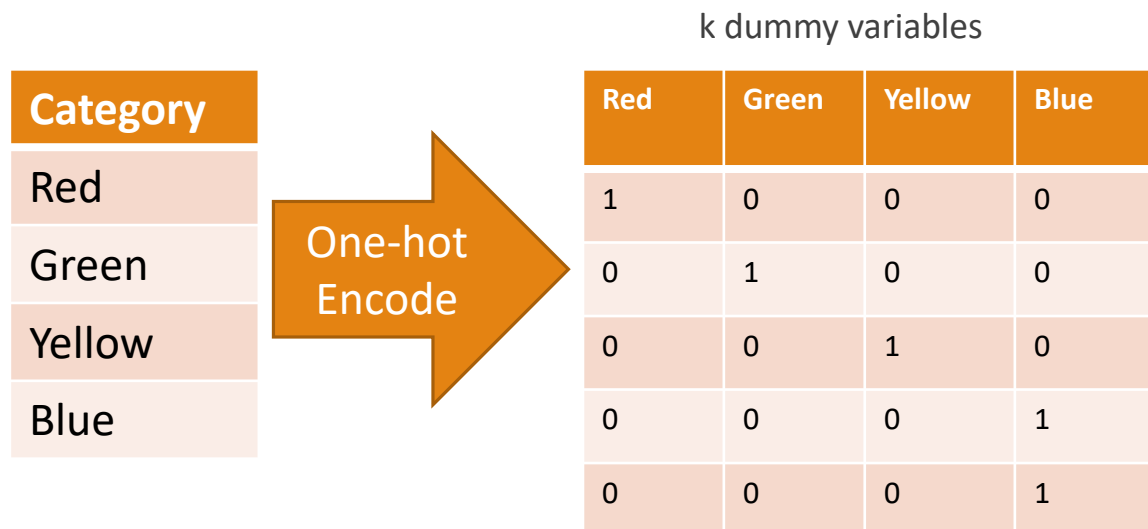 k dummy variables
Category
Red
Green
Yellow
Blue
One-hot
Encode
Red Green Yellow Blue
1 0 0 0
0 1 0 0
0 0 1 0
0 0 0 1
0 0 0 1